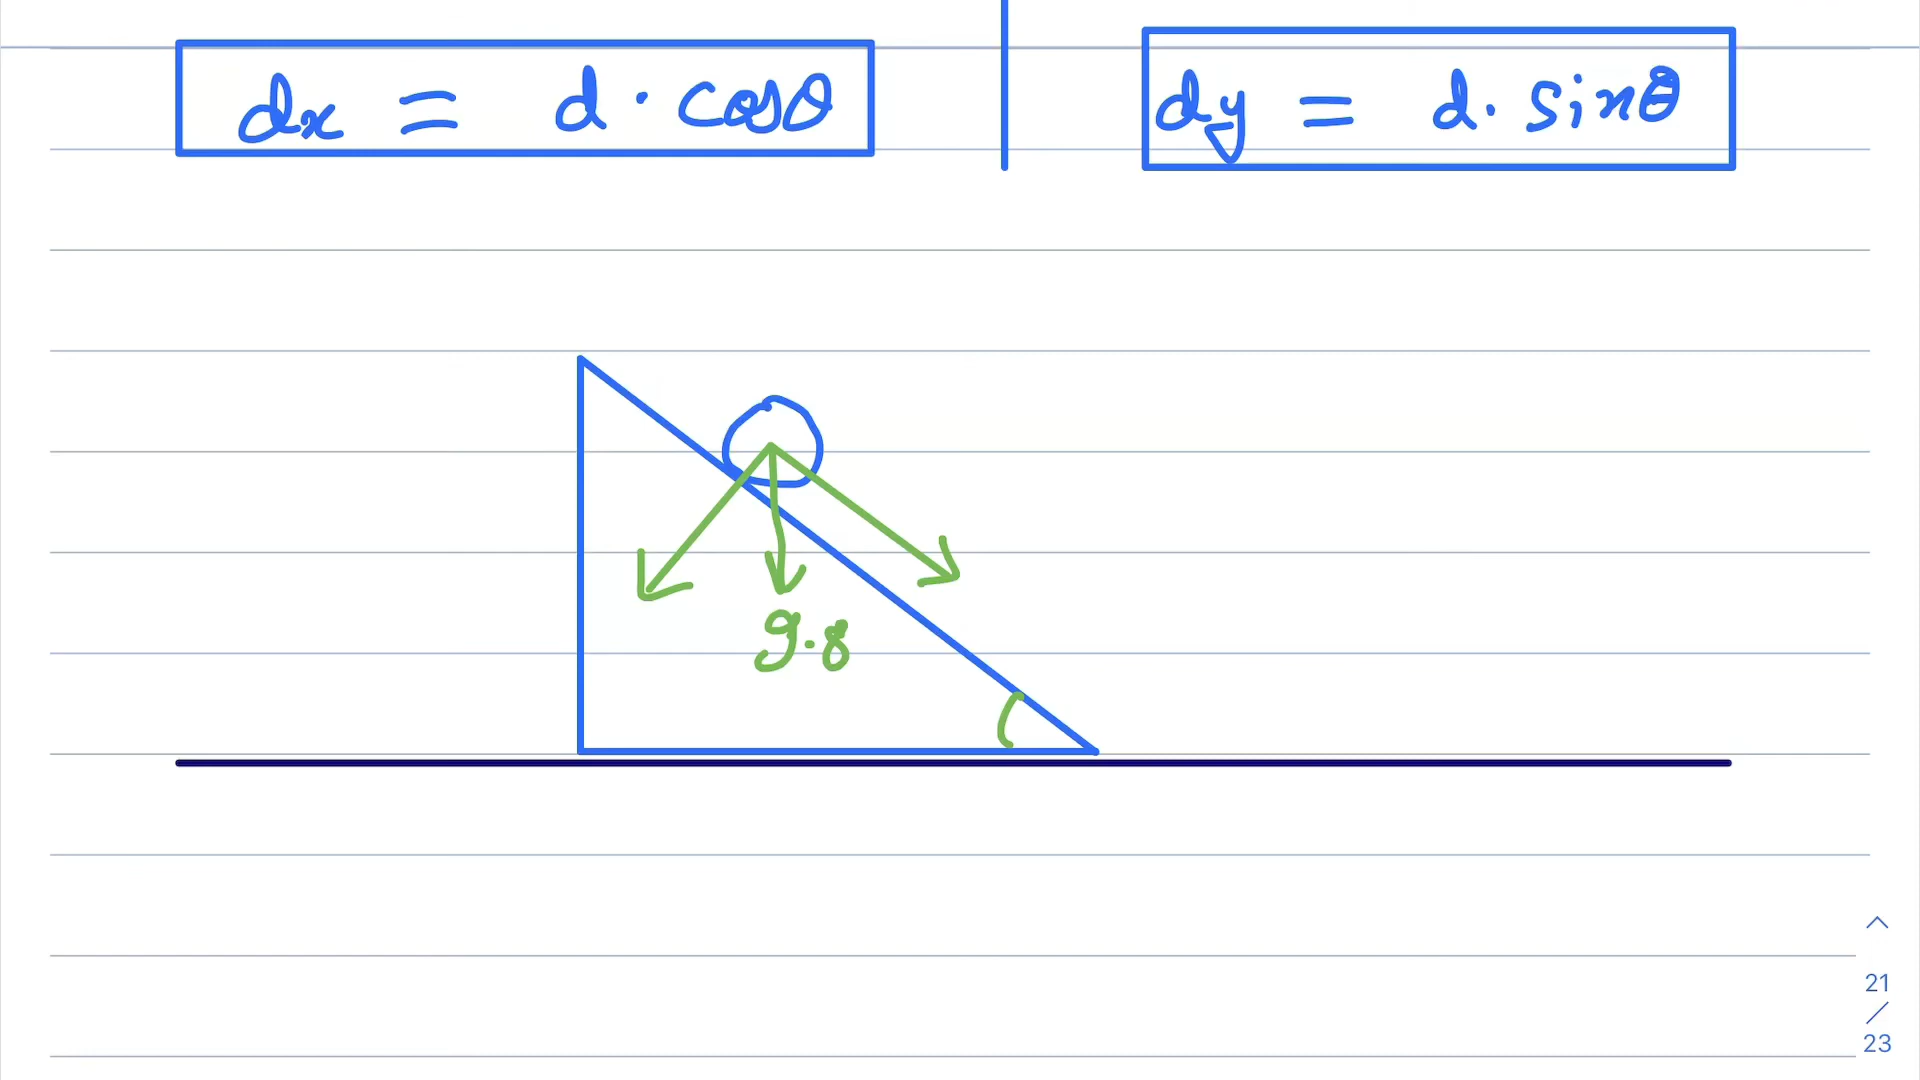 dx = d · cosθ
dy = d · sinθ
9.8
21
/
23